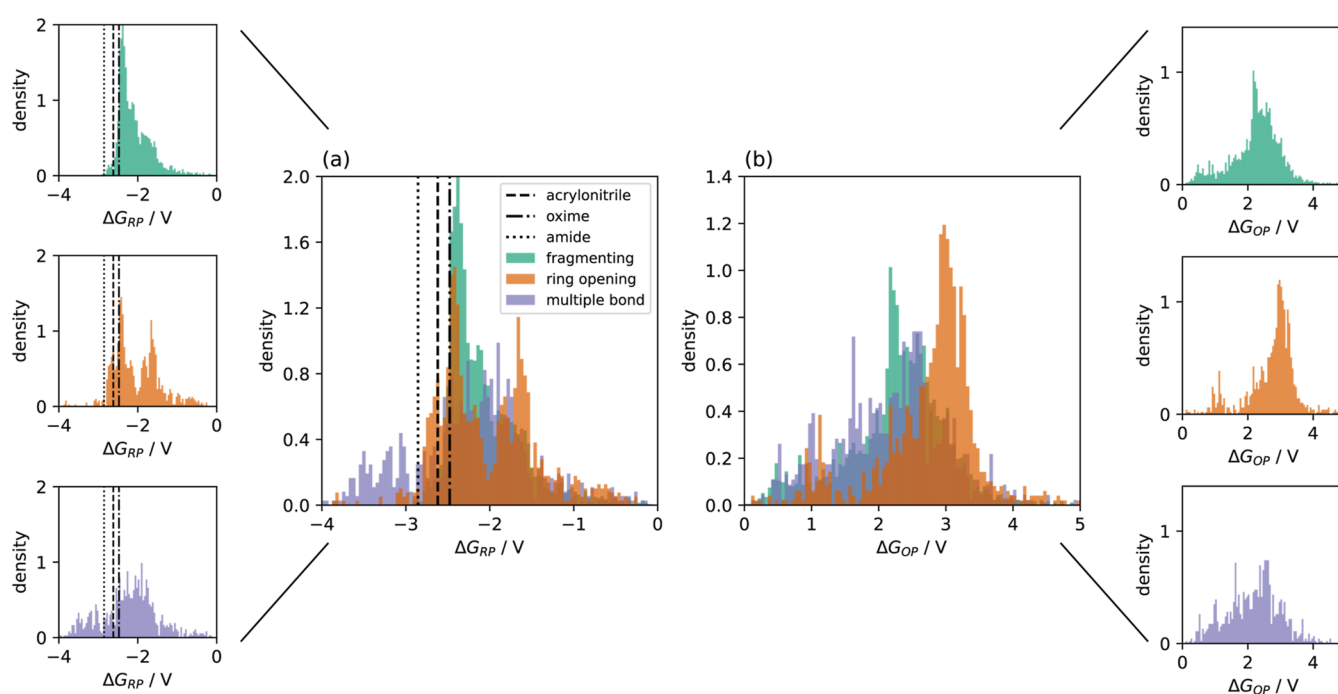 2
1
0
density
−4
−2
0
ΔG_RP / V
2
1
0
density
−4
−2
0
ΔG_RP / V
2
1
0
density
−4
−2
0
ΔG_RP / V
(a)
2.0
1.6
1.2
0.8
0.4
0.0
density
−4
−3
−2
−1
0
ΔG_RP / V
acrylonitrile
oxime
amide
fragmenting
ring opening
multiple bond
(b)
1.4
1.2
1.0
0.8
0.6
0.4
0.2
0.0
density
0
1
2
3
4
5
ΔG_OP / V
1
0
density
0
2
4
ΔG_OP / V
1
0
density
0
2
4
ΔG_OP / V
1
0
density
0
2
4
ΔG_OP / V